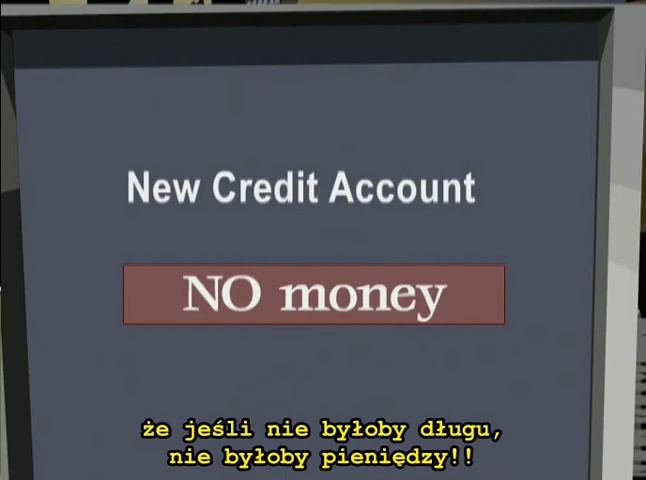 New Credit Account
NO money
że jeśli nie byłoby długu,
nie byłoby pieniędzy!!